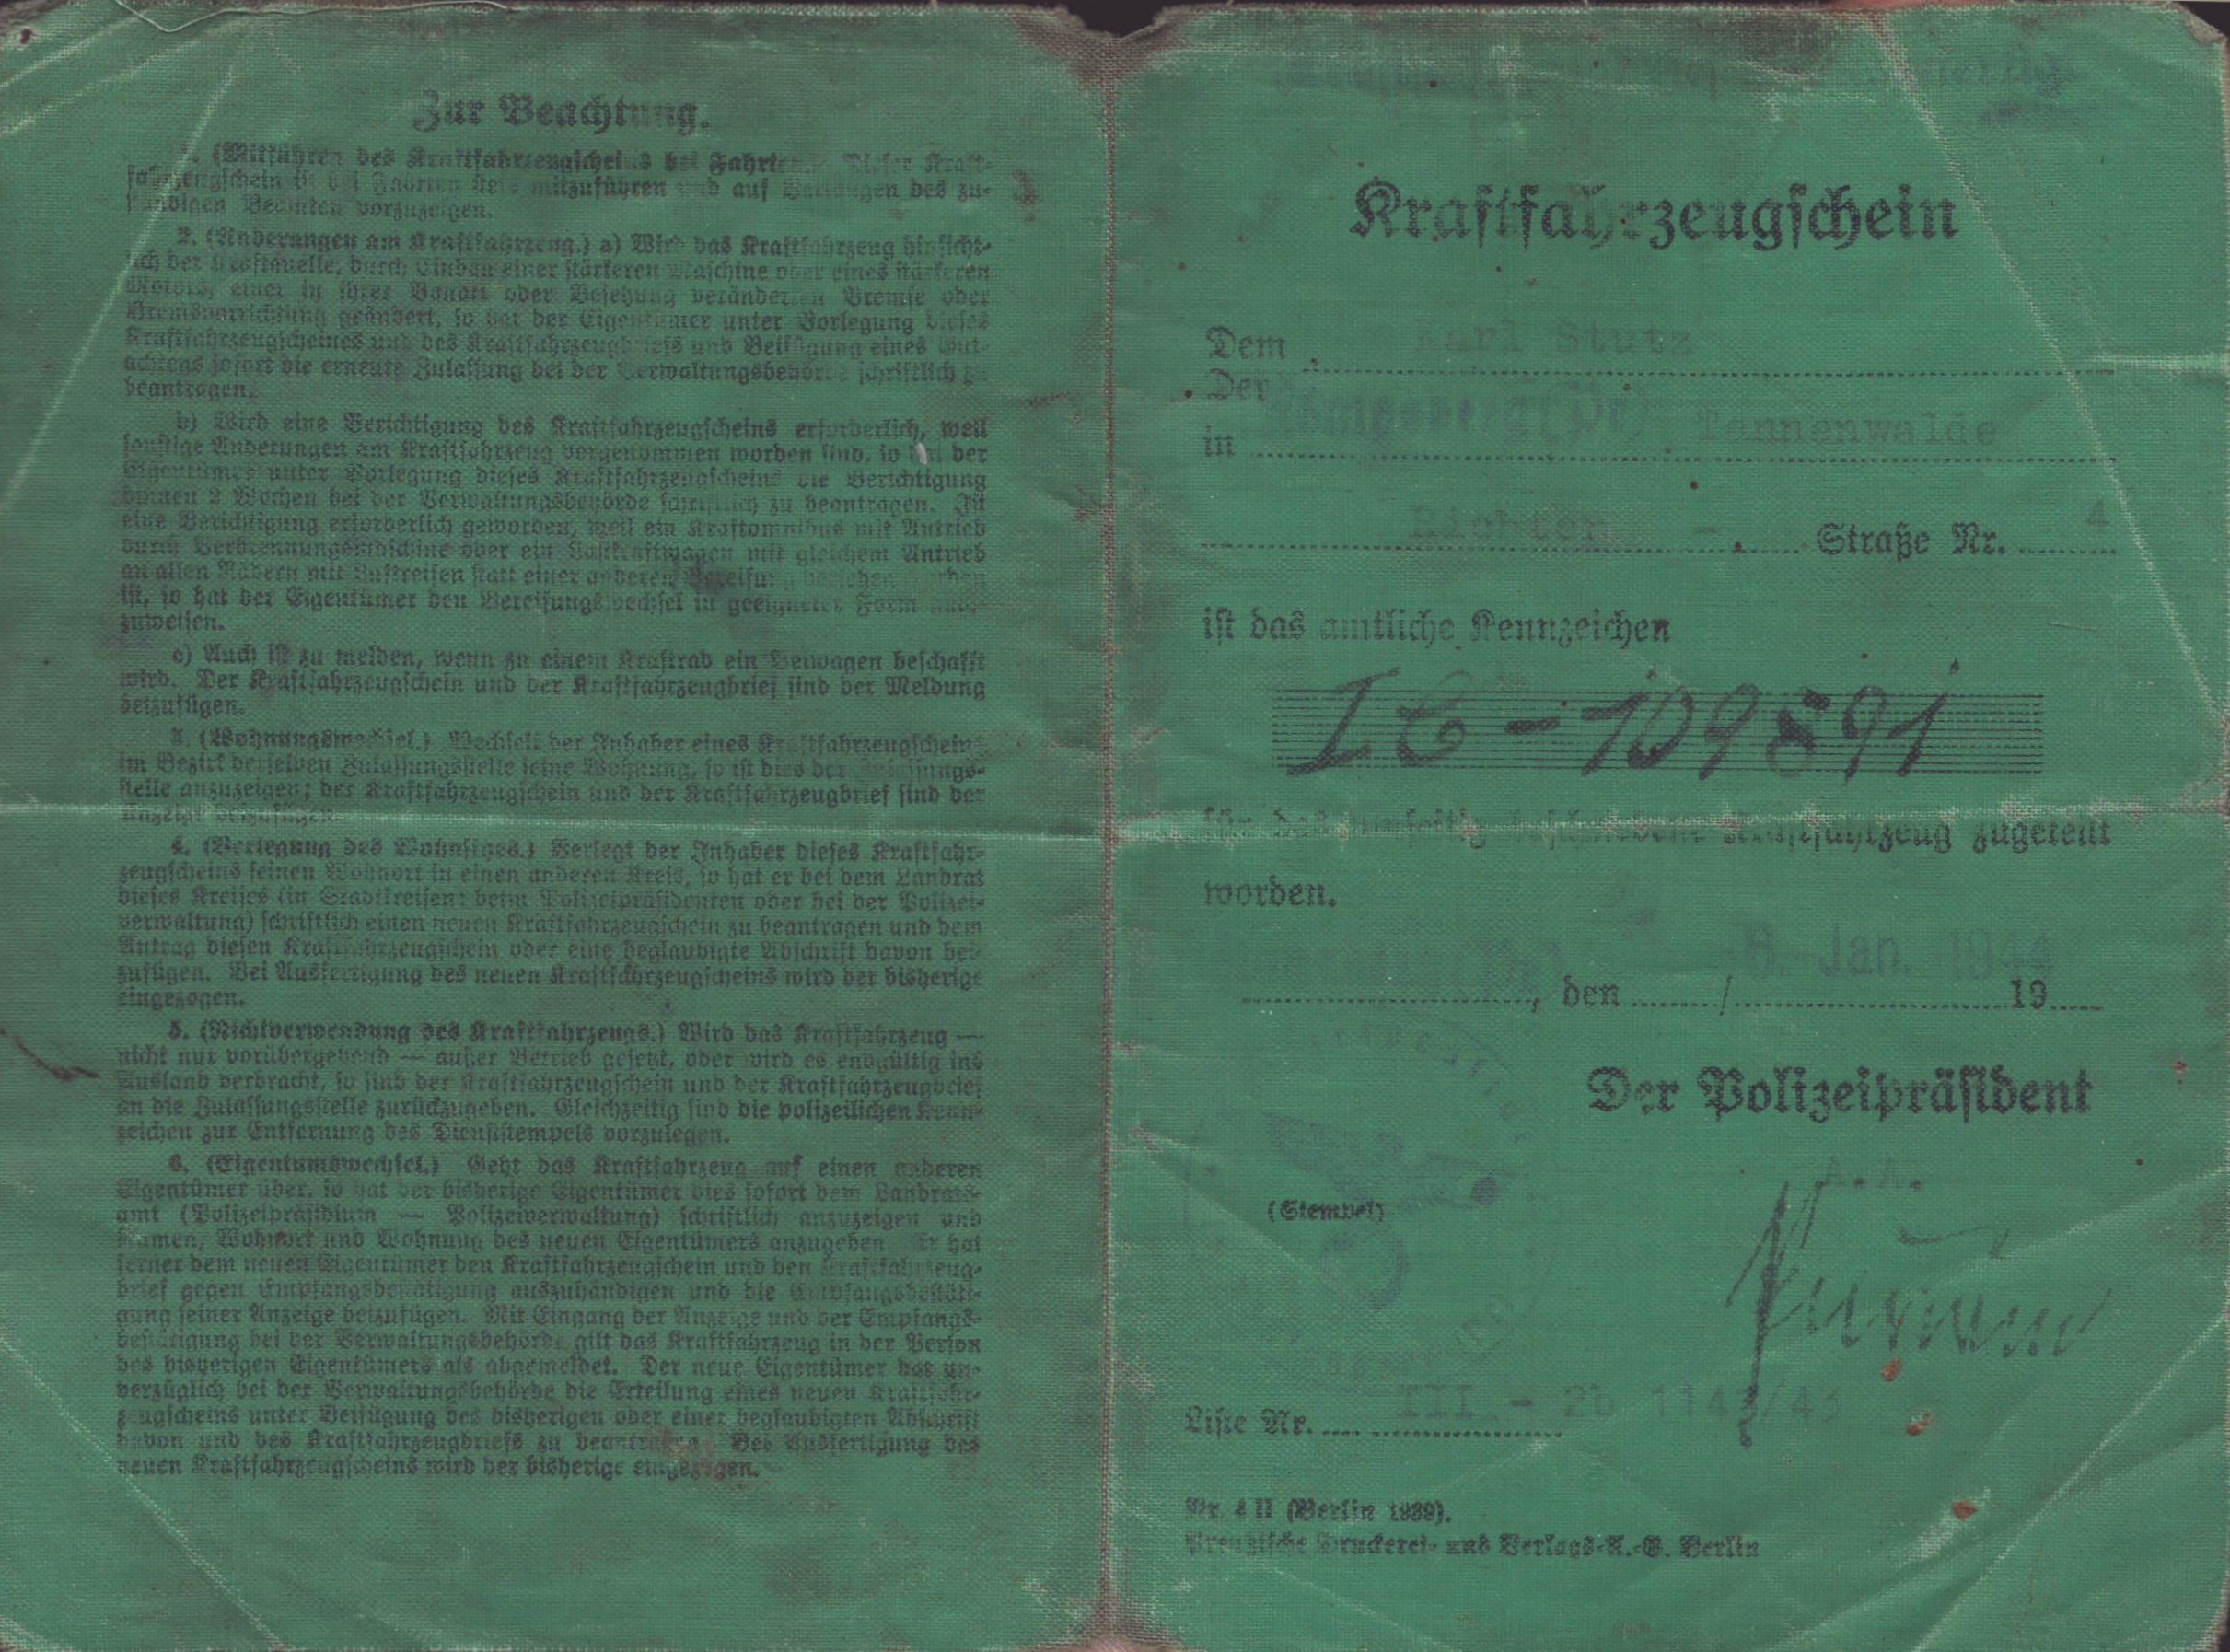 Zur Beachtung.
1. (Mitführen des Kraftfahrzeugscheins bei Fahrten.) Dieser Kraft-
fahrzeugschein ist bei Fahrten stets mitzuführen und auf Verlangen des zu-
ständigen Beamten vorzuzeigen.
2. (Änderungen am Kraftfahrzeug.) a) Wird das Kraftfahrzeug hinsicht-
lich der Kraftquelle, durch Einbau einer stärkeren Maschine oder eines stärkeren
Motors, einer in ihrer Bauart oder Besetzung veränderten Bremse oder
Bremsvorrichtung geändert, so hat der Eigentümer unter Vorlegung dieses
Kraftfahrzeugscheines und des Kraftfahrzeugbriefs und Beifügung eines Gut-
achtens sofort die erneute Zulassung bei der Verwaltungsbehörde schriftlich zu
beantragen.
b) Wird eine Berichtigung des Kraftfahrzeugscheins erforderlich, weil
sonstige Änderungen am Kraftfahrzeug vorgenommen worden sind, so hat der
Eigentümer unter Vorlegung dieses Kraftfahrzeugscheins die Berichtigung
binnen 2 Wochen bei der Verwaltungsbehörde schriftlich zu beantragen. Ist
eine Berichtigung erforderlich geworden, weil ein Kraftomnibus mit Antrieb
durch Verbrennungsmaschine oder ein Lastkraftwagen mit gleichem Antrieb
an allen Rädern mit Luftreifen statt einer anderen Bereifung versehen worden
ist, so hat der Eigentümer den Bereifungswechsel in geeigneter Form nach-
zuweisen.
c) Auch ist zu melden, wenn zu einem Kraftrad ein Beiwagen beschafft
wird. Der Kraftfahrzeugschein und der Kraftfahrzeugbrief sind der Meldung
beizufügen.
3. (Wohnungswechsel.) Wechselt der Inhaber eines Kraftfahrzeugscheins
im Bezirk derselben Zulassungsstelle seine Wohnung, so ist dies der Zulassungs-
stelle anzuzeigen; der Kraftfahrzeugschein und der Kraftfahrzeugbrief sind der
Anzeige beizufügen.
4. (Verlegung des Wohnsitzes.) Verlegt der Inhaber dieses Kraftfahr-
zeugscheins seinen Wohnort in einen anderen Kreis, so hat er bei dem Landrat
dieses Kreises (in Stadtkreisen: beim Polizeipräsidenten oder bei der Polizei-
verwaltung) schriftlich einen neuen Kraftfahrzeugschein zu beantragen und dem
Antrag diesen Kraftfahrzeugschein oder eine beglaubigte Abschrift davon bei-
zufügen. Bei Ausfertigung des neuen Kraftfahrzeugscheins wird der bisherige
eingezogen.
5. (Nichtverwendung des Kraftfahrzeugs.) Wird das Kraftfahrzeug —
nicht nur vorübergehend — außer Betrieb gesetzt, oder wird es endgültig ins
Ausland verbracht, so sind der Kraftfahrzeugschein und der Kraftfahrzeugbrief
an die Zulassungsstelle zurückzugeben. Gleichzeitig sind die polizeilichen Kenn-
zeichen zur Entfernung des Dienststempels vorzulegen.
6. (Eigentumswechsel.) Geht das Kraftfahrzeug auf einen anderen
Eigentümer über, so hat der bisherige Eigentümer dies sofort dem Landrats-
amt (Polizeipräsidium — Polizeiverwaltung) schriftlich anzuzeigen und
Namen, Wohnort und Wohnung des neuen Eigentümers anzugeben. Er hat
ferner dem neuen Eigentümer den Kraftfahrzeugschein und den Kraftfahrzeug-
brief gegen Empfangsbestätigung auszuhändigen und die Empfangsbestäti-
gung seiner Anzeige beizufügen. Mit Eingang der Anzeige und der Empfangs-
bestätigung bei der Verwaltungsbehörde gilt das Kraftfahrzeug in der Person
des bisherigen Eigentümers als abgemeldet. Der neue Eigentümer hat un-
verzüglich bei der Verwaltungsbehörde die Erteilung eines neuen Kraftfahr-
zeugscheins unter Beifügung des bisherigen oder einer beglaubigten Abschrift
davon und des Kraftfahrzeugbriefs zu beantragen. Bei Ausfertigung des
neuen Kraftfahrzeugscheins wird der bisherige eingezogen.
Kraftfahrzeugschein
Dem Karl Stutz
Der
in Königsberg (Pr) Tannenwalde
Straße Nr. 4
ist das amtliche Kennzeichen
IC-109891
für das umseitig beschriebene Kraftfahrzeug zugeteilt
worden.
, den 8. Jan. 1944 19
Der Polizeipräsident
(Stempel)
Liste Nr. III - 2b 1143/43
Nr. 4 II (Berlin 1939).
Preußische Druckerei- und Verlags-A.-G. Berlin